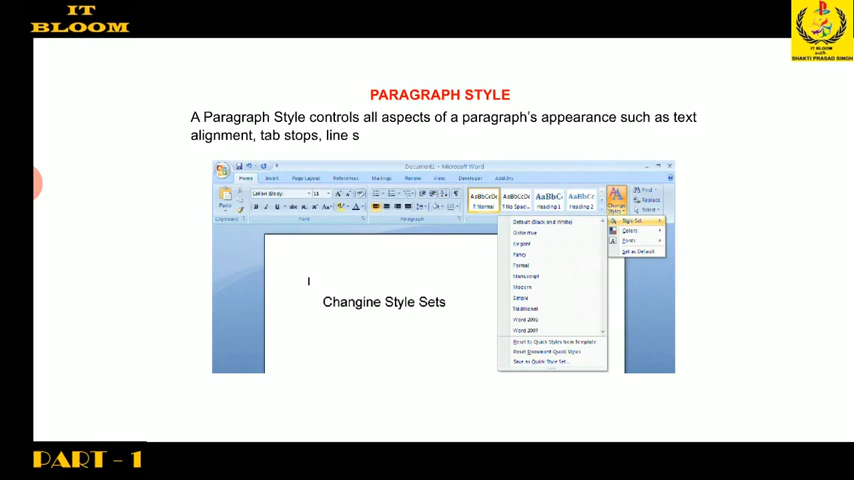 IT
BLOOM
IT BLOOM
with
SHAKTI PRASAD SINGH
PARAGRAPH STYLE
A Paragraph Style controls all aspects of a paragraph's appearance such as text
alignment, tab stops, line s
Document1 - Microsoft Word
Home Insert Page Layout References Mailings Review View Developer Add-Ins
Calibri (Body) 11
AaBbCcDc AaBbCcDc AaBbC AaBbCc
¶ Normal ¶ No Spac... Heading 1 Heading 2
Change
Styles
Find
Replace
Select
Paste
Clipboard Font Paragraph
Style Set
Colors
Fonts
Set as Default
Default (Black and White)
Distinctive
Elegant
Fancy
Formal
Manuscript
Modern
Simple
Traditional
Word 2003
Word 2007
Reset to Quick Styles from Template
Reset Document Quick Styles
Save as Quick Style Set...
Changine Style Sets
PART - 1